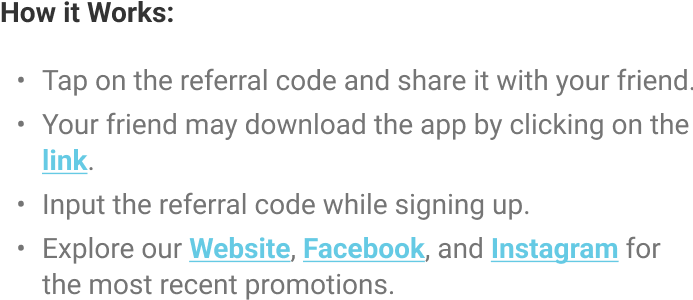 How it Works:
• Tap on the referral code and share it with your friend.
• Your friend may download the app by clicking on the
link.
• Input the referral code while signing up.
• Explore our Website, Facebook, and Instagram for
the most recent promotions.